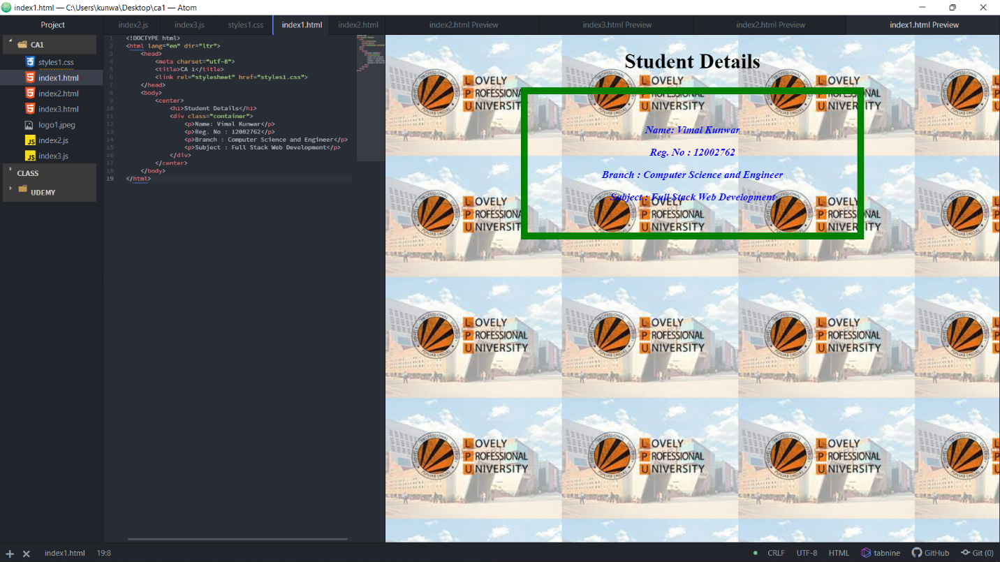 index1.html — C:\Users\kunwa\Desktop\ca1 — Atom
Project
index2.js
index3.js
styles1.css
index1.html
index2.html
index2.html Preview
index3.html Preview
index2.html Preview
index1.html Preview
CA1
styles1.css
index1.html
index2.html
index3.html
logo1.jpeg
index2.js
index3.js
CLASS
UDEMY
1 <!DOCTYPE html>
2 <html lang="en" dir="ltr">
3 <head>
4 <meta charset="utf-8">
5 <title>CA 1</title>
6 <link rel="stylesheet" href="styles1.css">
7 </head>
8 <body>
9 <center>
10 <h1>Student Details</h1>
11 <div class="container">
12 <p>Name: Vimal Kunwar</p>
13 <p>Reg. No : 12002762</p>
14 <p>Branch : Computer Science and Engineer</p>
15 <p>Subject : Full Stack Web Development</p>
16 </div>
17 </center>
18 </body>
19 </html>
Student Details
Name: Vimal Kunwar
Reg. No : 12002762
Branch : Computer Science and Engineer
Subject : Full Stack Web Development
LOVELY
PROFESSIONAL
UNIVERSITY
index1.html 19:8
CRLF UTF-8 HTML tabnine GitHub Git (0)